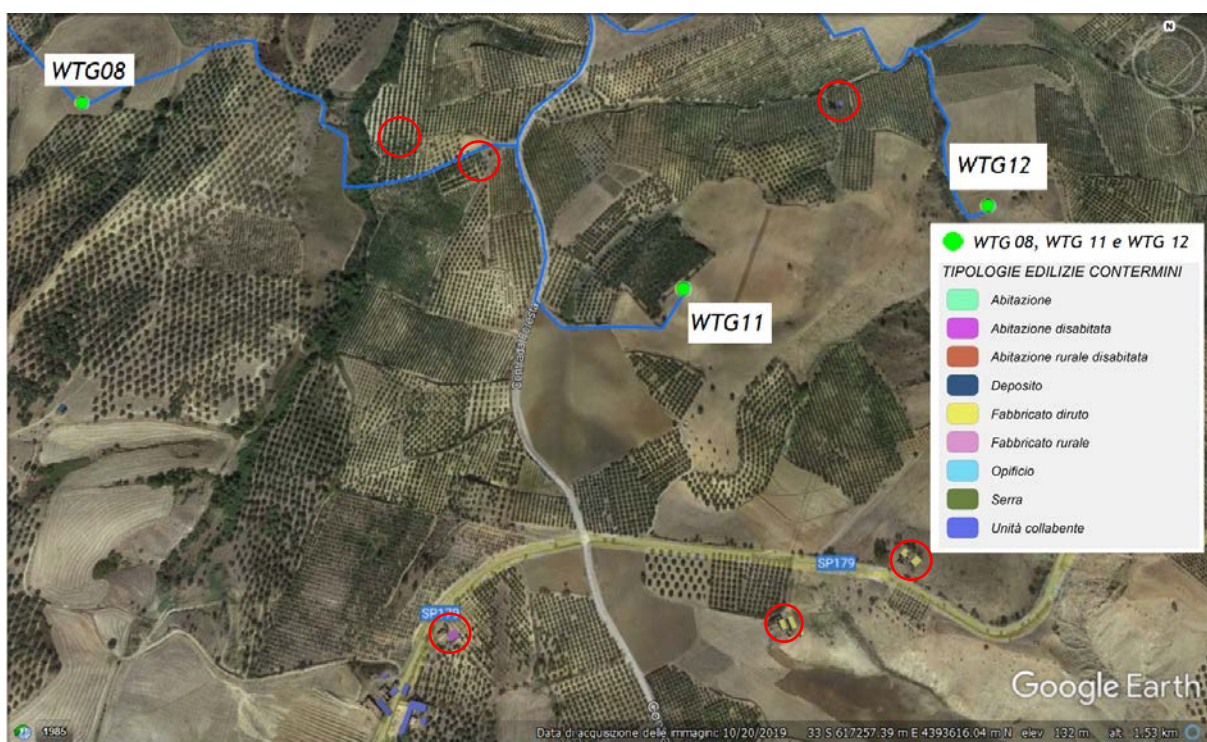 N
WTG08
WTG12
WTG 08, WTG 11 e WTG 12
TIPOLOGIE EDILIZIE CONTERMINI
Abitazione
Abitazione disabitata
Abitazione rurale disabitata
Deposito
Fabbricato diruto
Fabbricato rurale
Opificio
Serra
Unità collabente
WTG11
Contrada
SP179
SP179
Google Earth
1985
Data di acquisizione delle immagini: 10/20/2019 33 S 617257.39 m E 4393616.04 m N elev 132 m alt 1.53 km